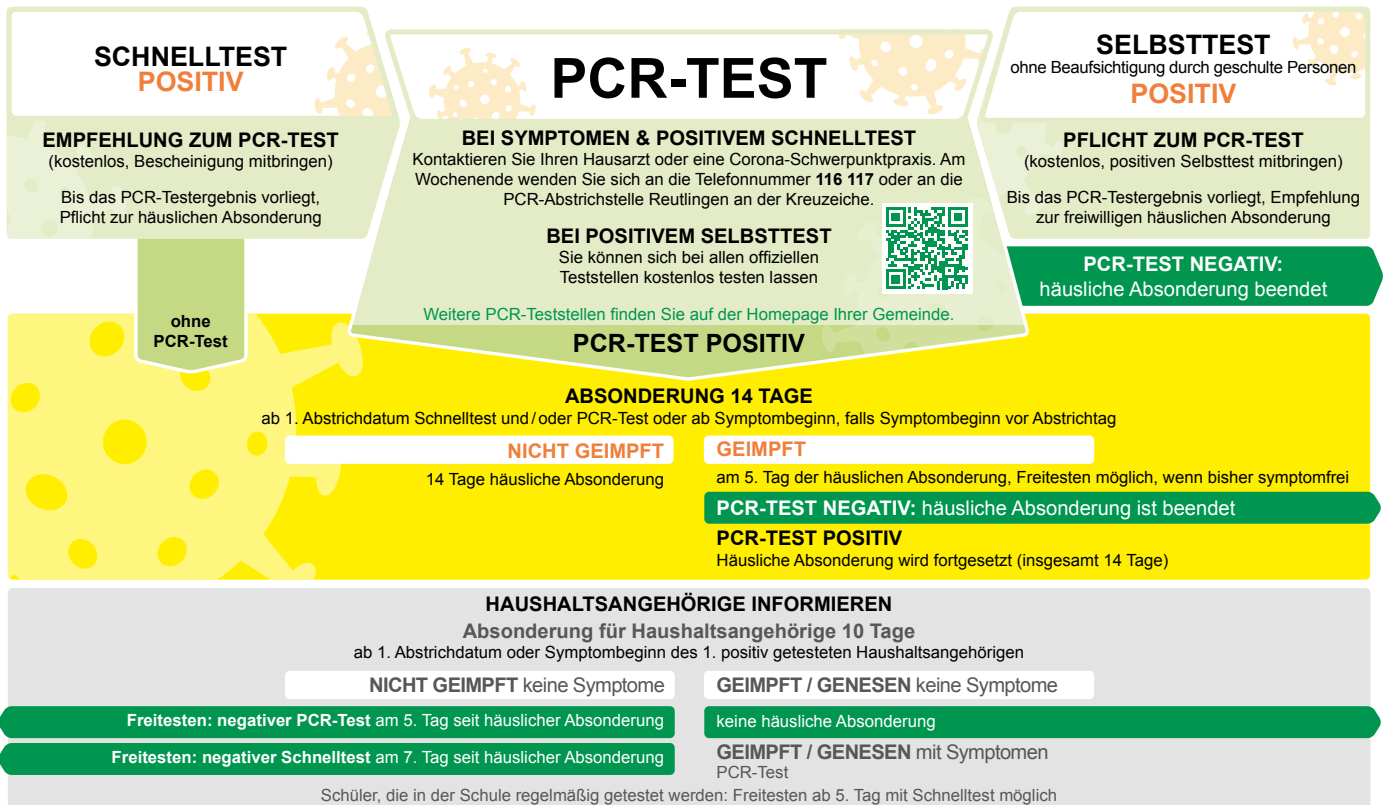 SCHNELLTEST
POSITIV
EMPFEHLUNG ZUM PCR-TEST
(kostenlos, Bescheinigung mitbringen)
Bis das PCR-Testergebnis vorliegt,
Pflicht zur häuslichen Absonderung
ohne
PCR-Test
PCR-TEST
BEI SYMPTOMEN & POSITIVEM SCHNELLTEST
Kontaktieren Sie Ihren Hausarzt oder eine Corona-Schwerpunktpraxis. Am
Wochenende wenden Sie sich an die Telefonnummer 116 117 oder an die
PCR-Abstrichstelle Reutlingen an der Kreuzeiche.
BEI POSITIVEM SELBSTTEST
Sie können sich bei allen offiziellen
Teststellen kostenlos testen lassen
Weitere PCR-Teststellen finden Sie auf der Homepage Ihrer Gemeinde.
PCR-TEST POSITIV
SELBSTTEST
ohne Beaufsichtigung durch geschulte Personen
POSITIV
PFLICHT ZUM PCR-TEST
(kostenlos, positiven Selbsttest mitbringen)
Bis das PCR-Testergebnis vorliegt, Empfehlung
zur freiwilligen häuslichen Absonderung
PCR-TEST NEGATIV:
häusliche Absonderung beendet
ABSONDERUNG 14 TAGE
ab 1. Abstrichdatum Schnelltest und/oder PCR-Test oder ab Symptombeginn, falls Symptombeginn vor Abstrichtag
NICHT GEIMPFT
14 Tage häusliche Absonderung
GEIMPFT
am 5. Tag der häuslichen Absonderung, Freitesten möglich, wenn bisher symptomfrei
PCR-TEST NEGATIV: häusliche Absonderung ist beendet
PCR-TEST POSITIV
Häusliche Absonderung wird fortgesetzt (insgesamt 14 Tage)
HAUSHALTSANGEHÖRIGE INFORMIEREN
Absonderung für Haushaltsangehörige 10 Tage
ab 1. Abstrichdatum oder Symptombeginn des 1. positiv getesteten Haushaltsangehörigen
NICHT GEIMPFT keine Symptome
Freitesten: negativer PCR-Test am 5. Tag seit häuslicher Absonderung
Freitesten: negativer Schnelltest am 7. Tag seit häuslicher Absonderung
GEIMPFT / GENESEN keine Symptome
keine häusliche Absonderung
GEIMPFT / GENESEN mit Symptomen
PCR-Test
Schüler, die in der Schule regelmäßig getestet werden: Freitesten ab 5. Tag mit Schnelltest möglich